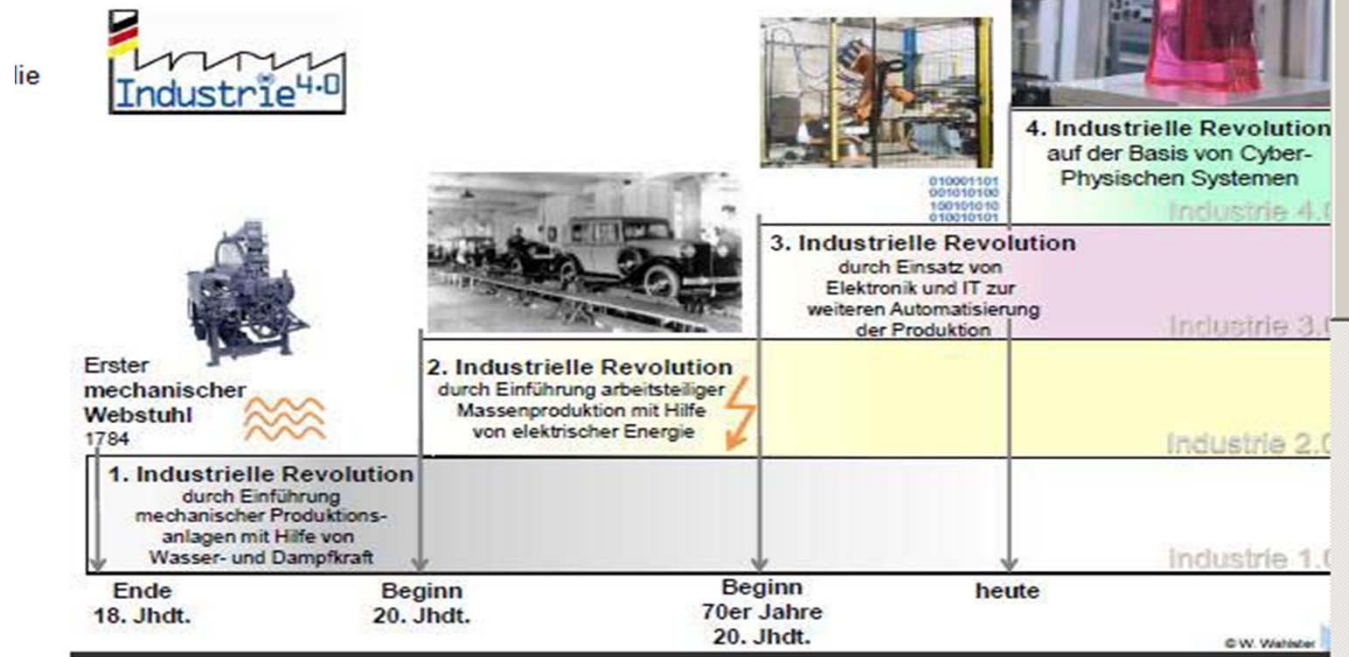 lie
Industrie 4.0
010001101
001010100
100101010
010010101
4. Industrielle Revolution
auf der Basis von Cyber-
Physischen Systemen
Industrie 4.0
3. Industrielle Revolution
durch Einsatz von
Elektronik und IT zur
weiteren Automatisierung
der Produktion
Industrie 3.0
2. Industrielle Revolution
durch Einführung arbeitsteiliger
Massenproduktion mit Hilfe
von elektrischer Energie
Industrie 2.0
Erster
mechanischer
Webstuhl
1784
1. Industrielle Revolution
durch Einführung
mechanischer Produktions-
anlagen mit Hilfe von
Wasser- und Dampfkraft
Industrie 1.0
Ende
18. Jhdt.
Beginn
20. Jhdt.
Beginn
70er Jahre
20. Jhdt.
heute
© W. Wahlster